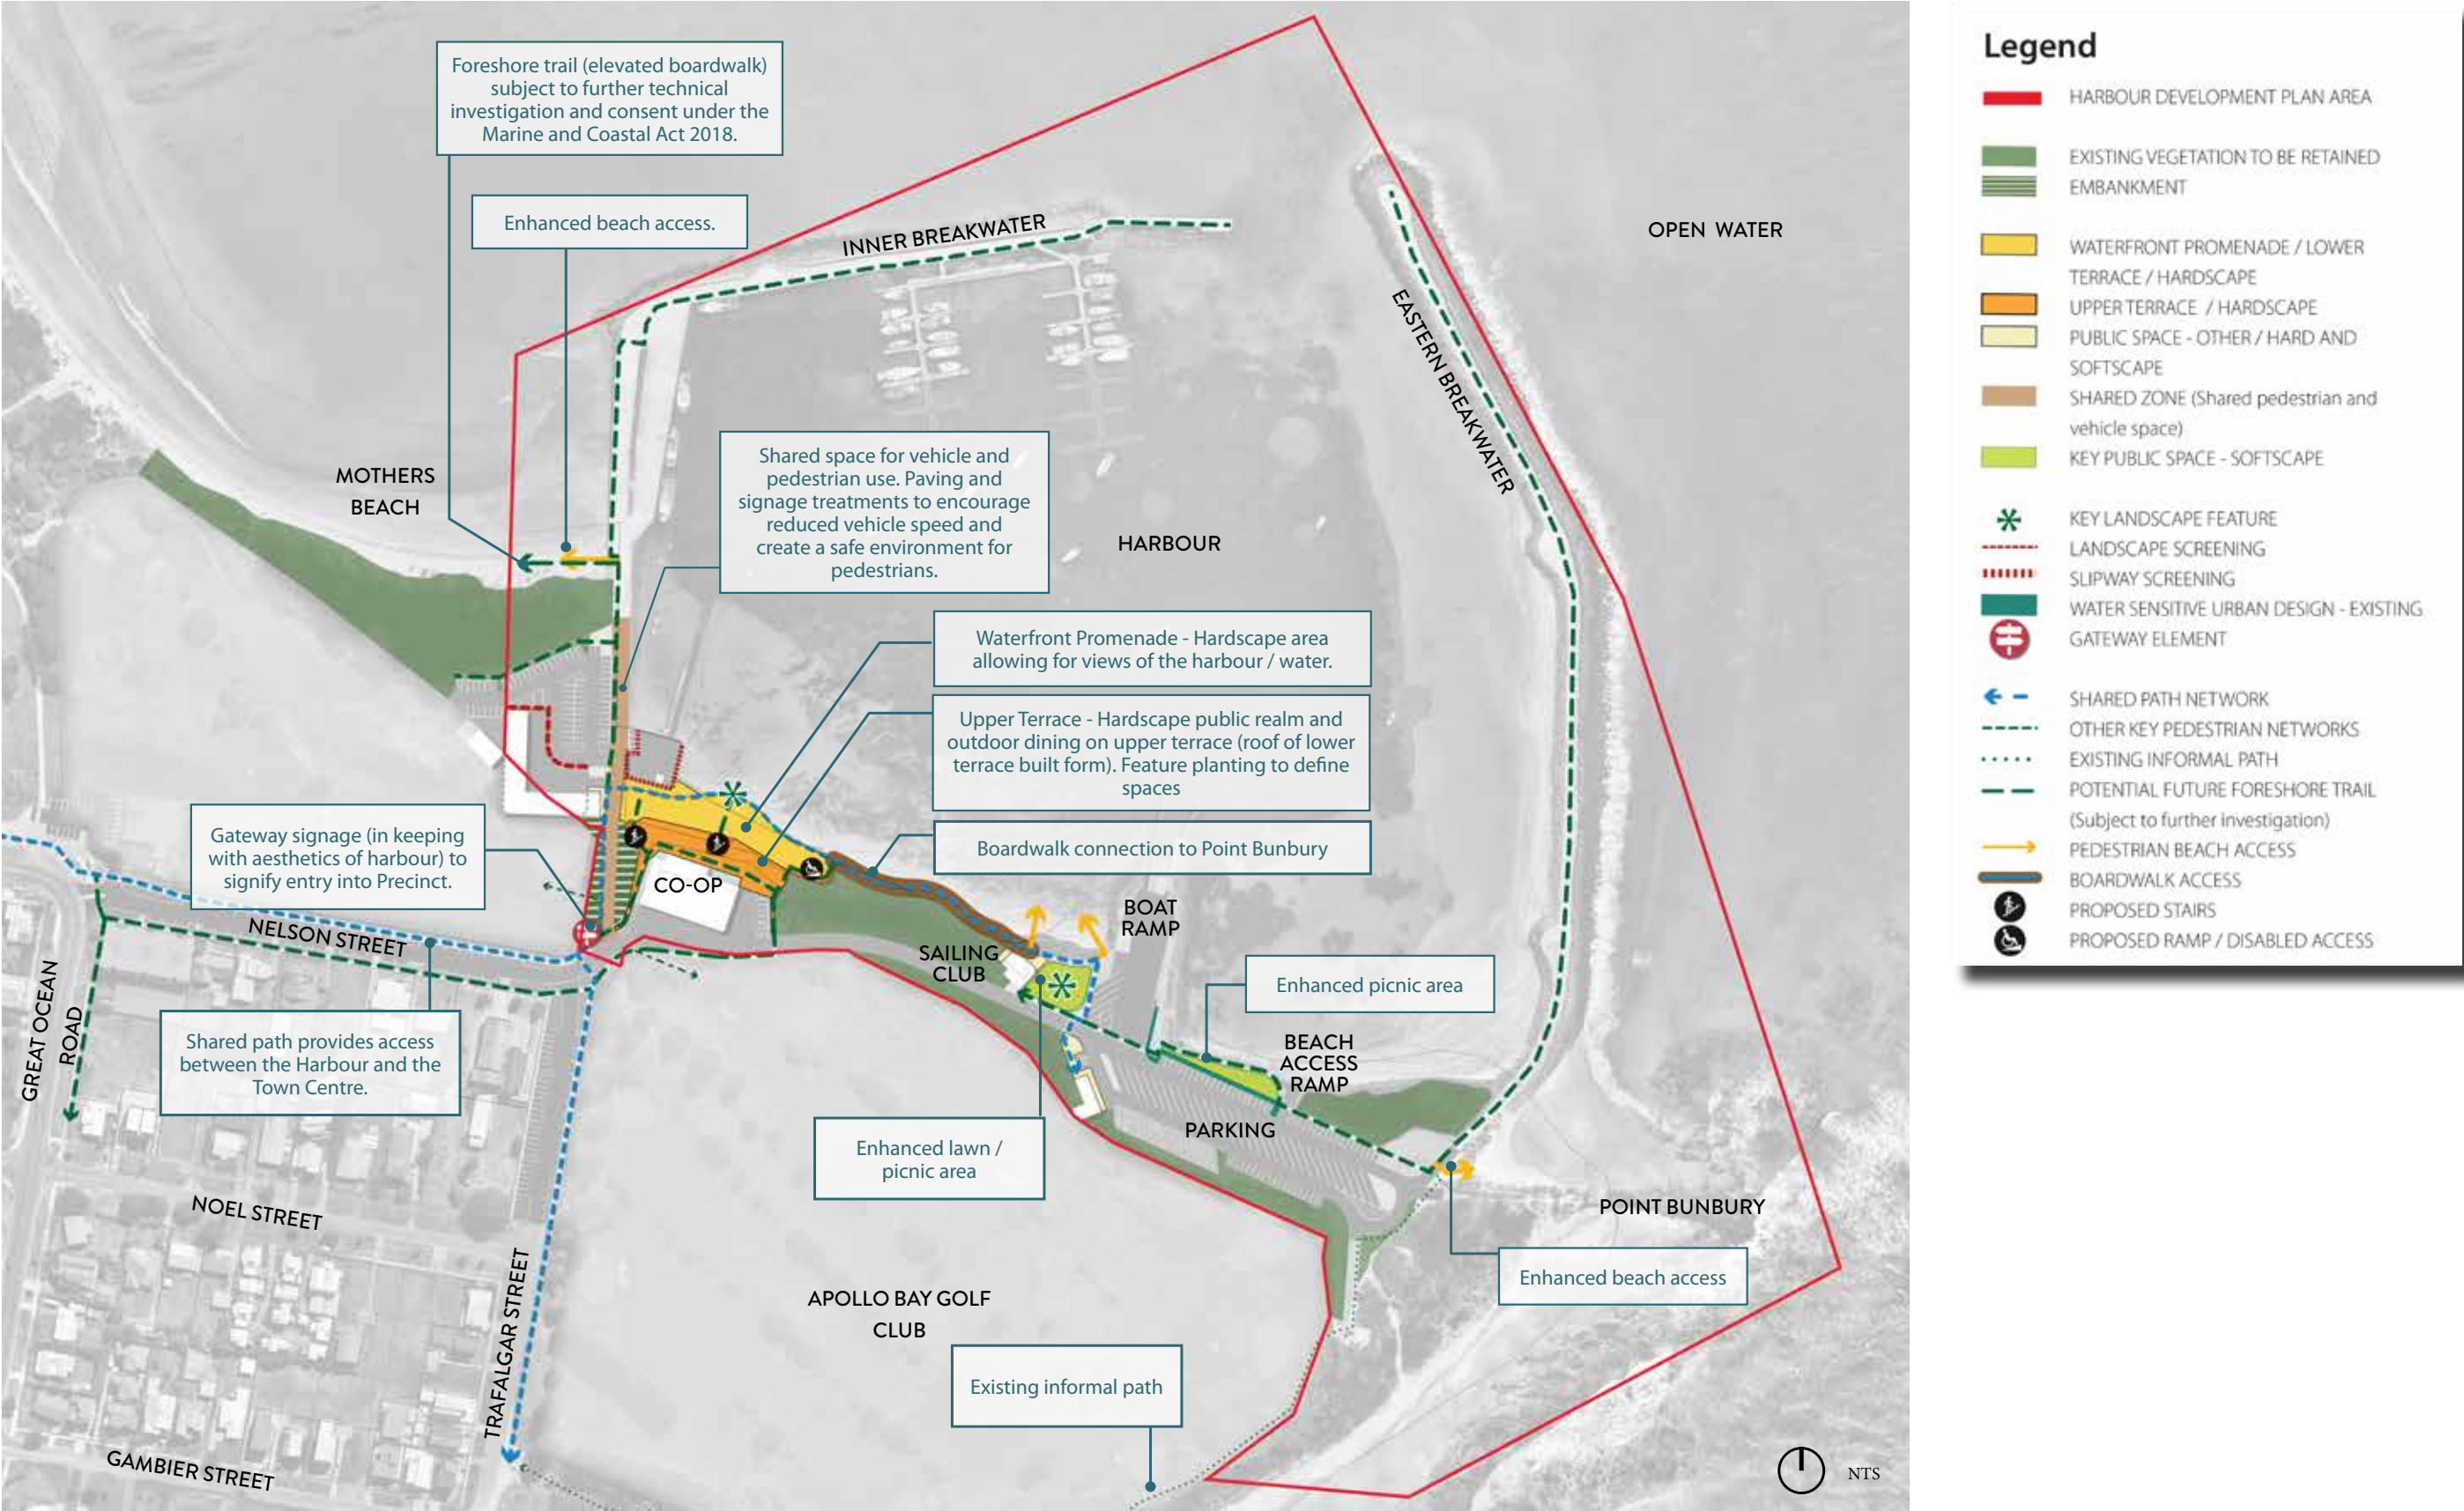 Foreshore trail (elevated boardwalk)
subject to further technical
investigation and consent under the
Marine and Coastal Act 2018.
Enhanced beach access.
INNER BREAKWATER
OPEN WATER
EASTERN BREAKWATER
MOTHERS
BEACH
Shared space for vehicle and
pedestrian use. Paving and
signage treatments to encourage
reduced vehicle speed and
create a safe environment for
pedestrians.
HARBOUR
Waterfront Promenade - Hardscape area
allowing for views of the harbour / water.
Upper Terrace - Hardscape public realm and
outdoor dining on upper terrace (roof of lower
terrace built form). Feature planting to define
spaces
Boardwalk connection to Point Bunbury
Gateway signage (in keeping
with aesthetics of harbour) to
signify entry into Precinct.
CO-OP
BOAT
RAMP
NELSON STREET
SAILING
CLUB
Enhanced picnic area
GREAT OCEAN
ROAD
Shared path provides access
between the Harbour and the
Town Centre.
BEACH
ACCESS
RAMP
PARKING
Enhanced lawn /
picnic area
NOEL STREET
POINT BUNBURY
Enhanced beach access
TRAFALGAR STREET
APOLLO BAY GOLF
CLUB
Existing informal path
GAMBIER STREET
NTS
Legend
HARBOUR DEVELOPMENT PLAN AREA
EXISTING VEGETATION TO BE RETAINED
EMBANKMENT
WATERFRONT PROMENADE / LOWER
TERRACE / HARDSCAPE
UPPER TERRACE / HARDSCAPE
PUBLIC SPACE - OTHER / HARD AND
SOFTSCAPE
SHARED ZONE (Shared pedestrian and
vehicle space)
KEY PUBLIC SPACE - SOFTSCAPE
KEY LANDSCAPE FEATURE
LANDSCAPE SCREENING
SLIPWAY SCREENING
WATER SENSITIVE URBAN DESIGN - EXISTING
GATEWAY ELEMENT
SHARED PATH NETWORK
OTHER KEY PEDESTRIAN NETWORKS
EXISTING INFORMAL PATH
POTENTIAL FUTURE FORESHORE TRAIL
(Subject to further investigation)
PEDESTRIAN BEACH ACCESS
BOARDWALK ACCESS
PROPOSED STAIRS
PROPOSED RAMP / DISABLED ACCESS